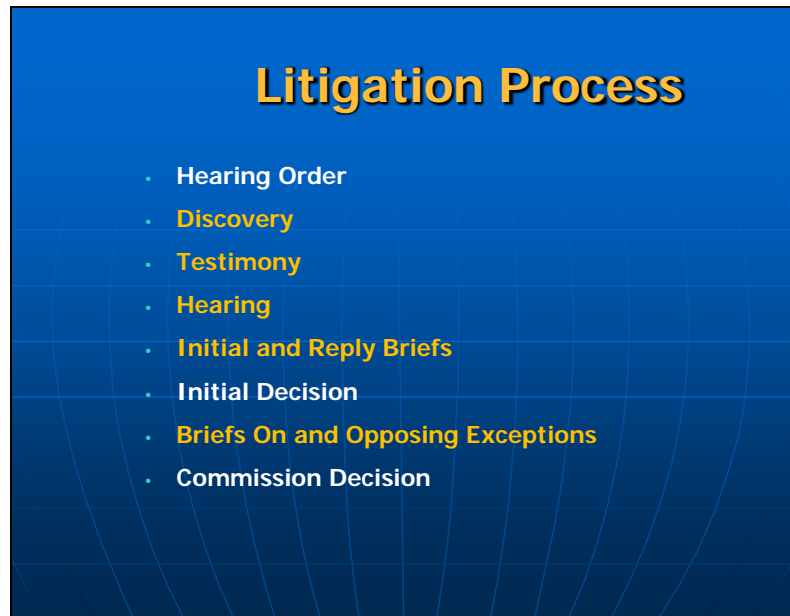 Litigation Process
• Hearing Order
• Discovery
• Testimony
• Hearing
• Initial and Reply Briefs
• Initial Decision
• Briefs On and Opposing Exceptions
• Commission Decision